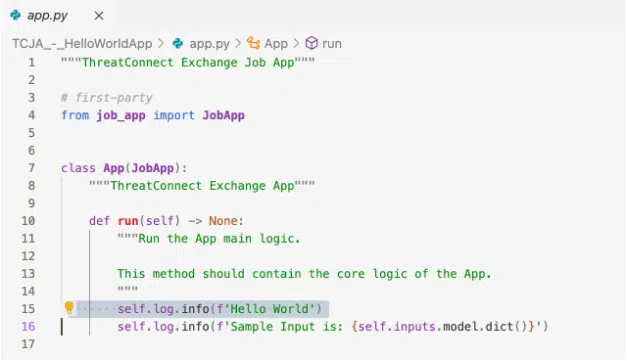 app.py ×
TCJA_-_HelloWorldApp > app.py > App > run
1 """ThreatConnect Exchange Job App"""
2
3 # first-party
4 from job_app import JobApp
5
6
7 class App(JobApp):
8 """ThreatConnect Exchange App"""
9
10 def run(self) -> None:
11 """Run the App main logic.
12
13 This method should contain the core logic of the App.
14 """
15 self.log.info(f'Hello World')
16 self.log.info(f'Sample Input is: {self.inputs.model.dict()}')
17